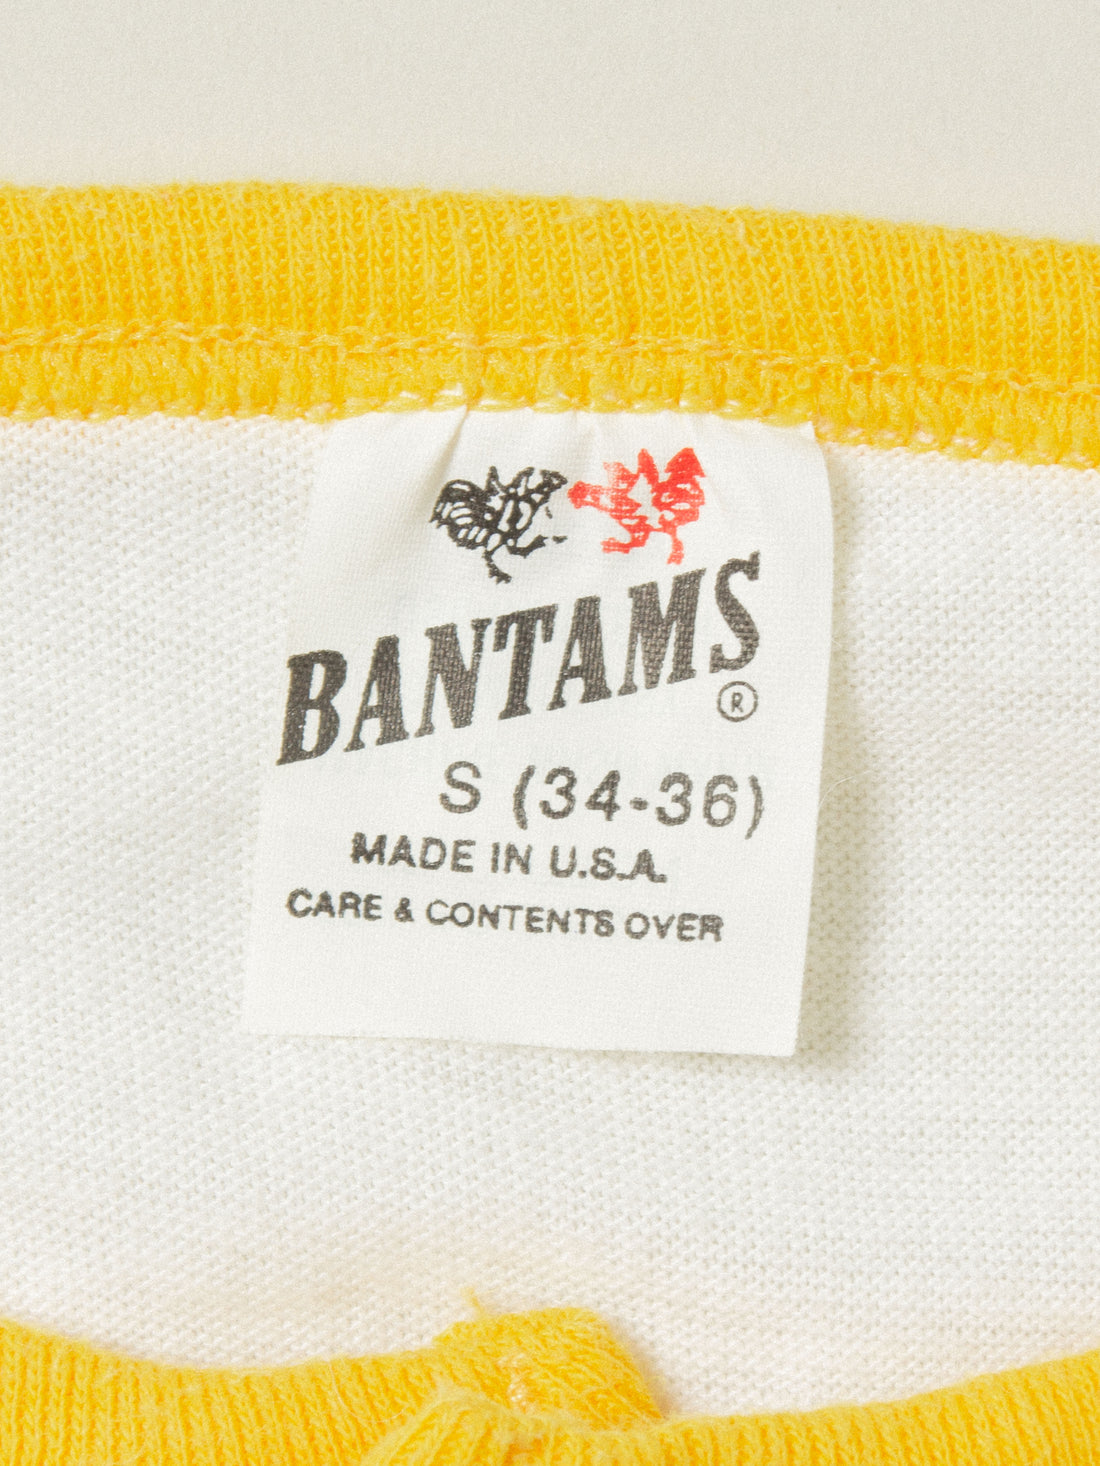 BANTAMS
®
S (34-36)
MADE IN U.S.A.
CARE & CONTENTS OVER